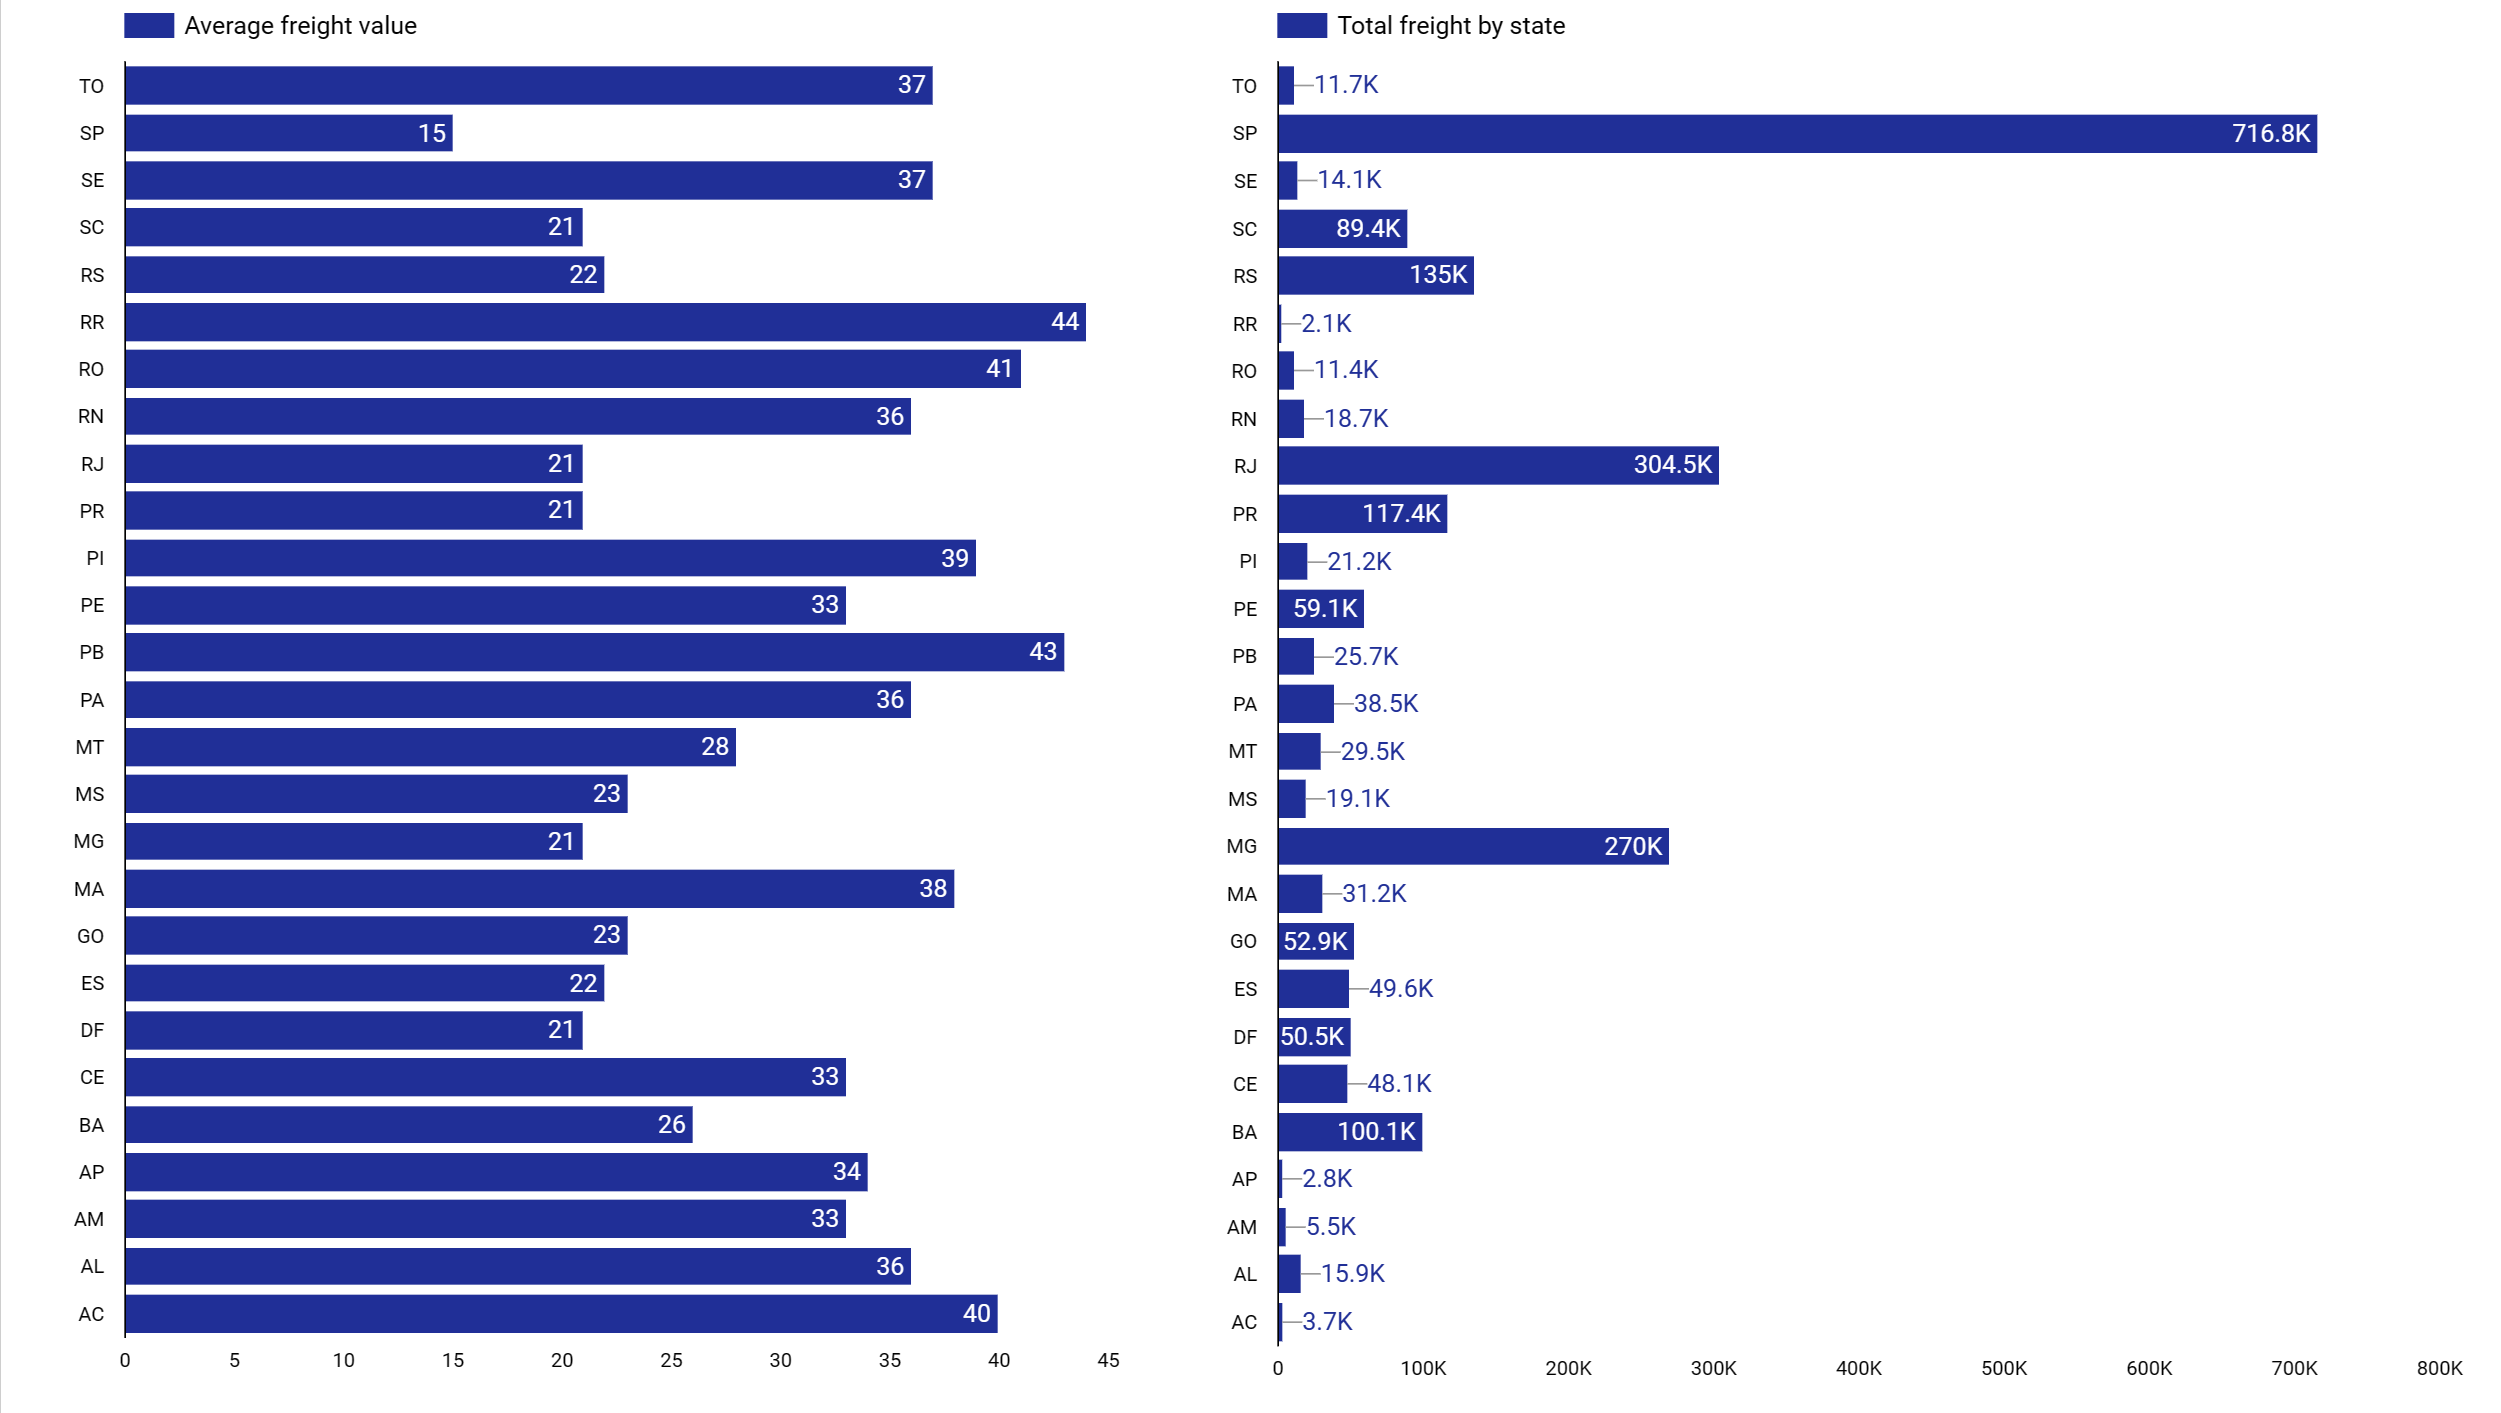 Average freight value
TO 37
SP 15
SE 37
SC 21
RS 22
RR 44
RO 41
RN 36
RJ 21
PR 21
PI 39
PE 33
PB 43
PA 36
MT 28
MS 23
MG 21
MA 38
GO 23
ES 22
DF 21
CE 33
BA 26
AP 34
AM 33
AL 36
AC 40
0 5 10 15 20 25 30 35 40 45
Total freight by state
TO 11.7K
SP 716.8K
SE 14.1K
SC 89.4K
RS 135K
RR 2.1K
RO 11.4K
RN 18.7K
RJ 304.5K
PR 117.4K
PI 21.2K
PE 59.1K
PB 25.7K
PA 38.5K
MT 29.5K
MS 19.1K
MG 270K
MA 31.2K
GO 52.9K
ES 49.6K
DF 50.5K
CE 48.1K
BA 100.1K
AP 2.8K
AM 5.5K
AL 15.9K
AC 3.7K
0 100K 200K 300K 400K 500K 600K 700K 800K